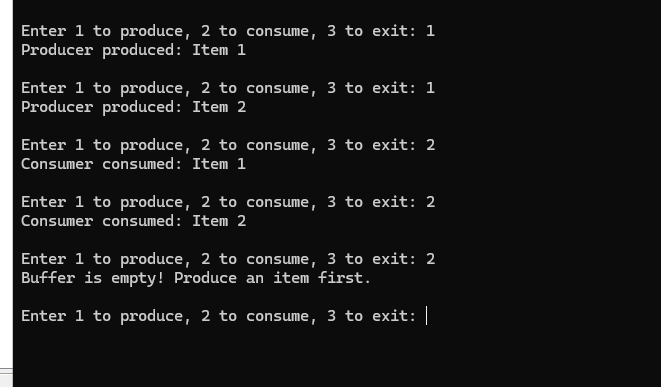 Enter 1 to produce, 2 to consume, 3 to exit: 1
Producer produced: Item 1
Enter 1 to produce, 2 to consume, 3 to exit: 1
Producer produced: Item 2
Enter 1 to produce, 2 to consume, 3 to exit: 2
Consumer consumed: Item 1
Enter 1 to produce, 2 to consume, 3 to exit: 2
Consumer consumed: Item 2
Enter 1 to produce, 2 to consume, 3 to exit: 2
Buffer is empty! Produce an item first.
Enter 1 to produce, 2 to consume, 3 to exit: